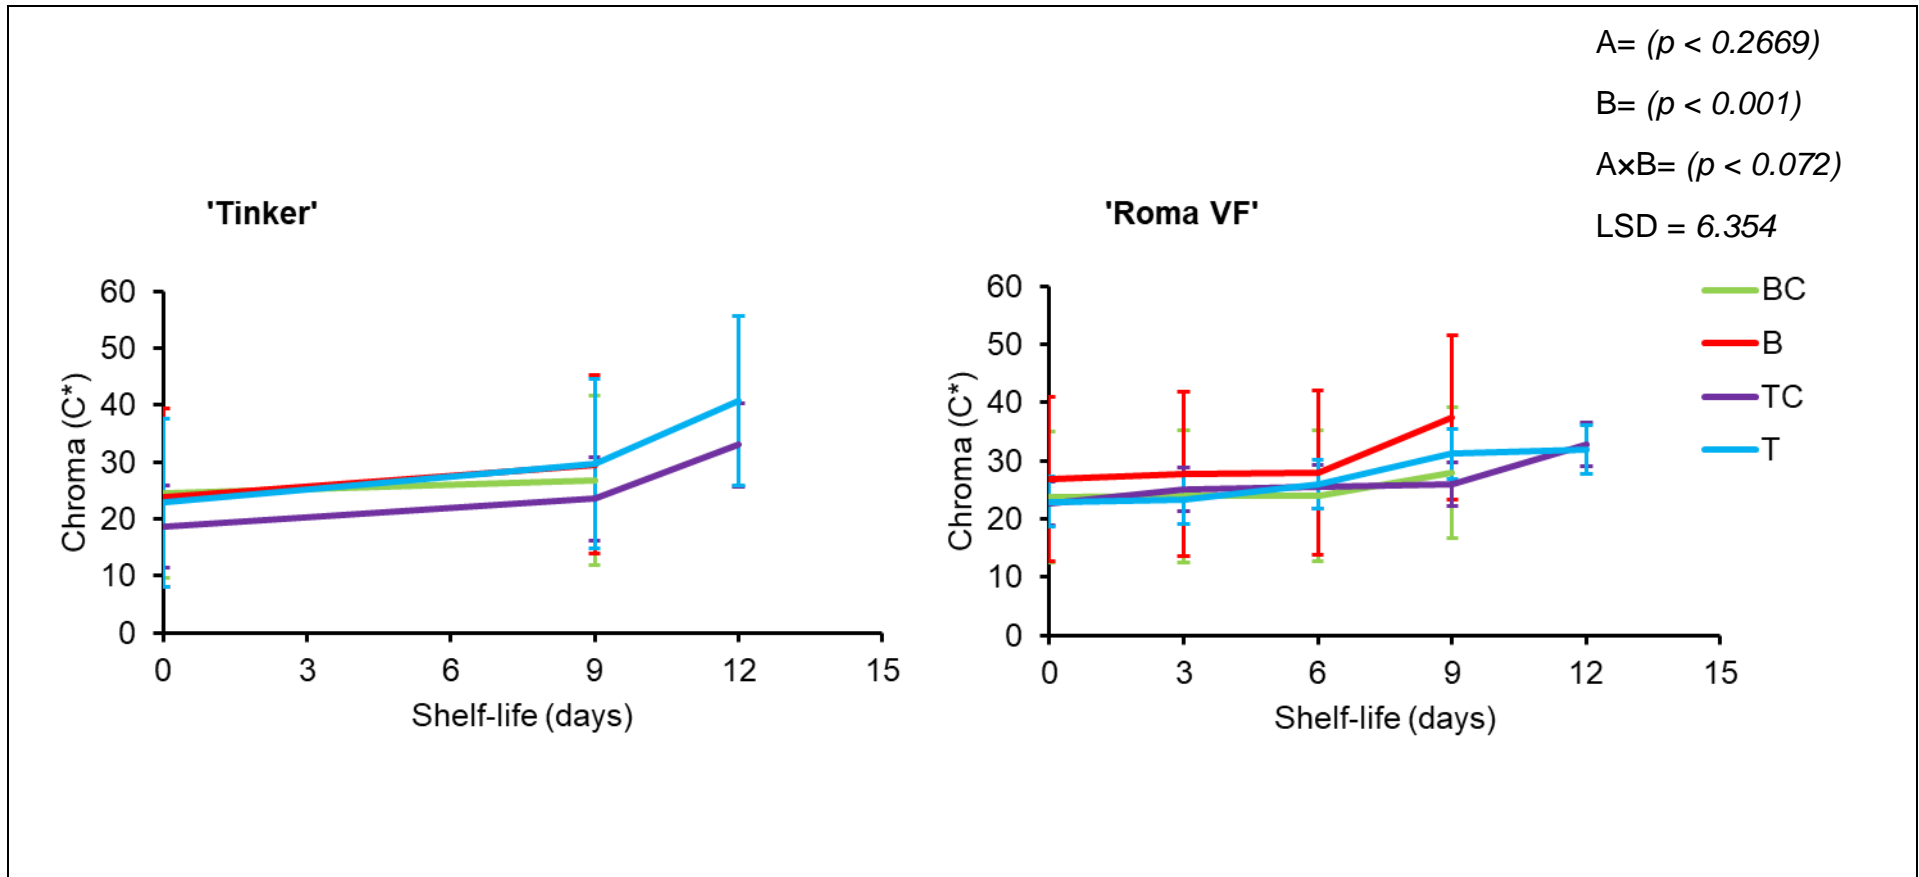 A= (p < 0.2669)
B= (p < 0.001)
A×B= (p < 0.072)
LSD = 6.354
'Tinker'
60
50
40
30
20
10
0
Chroma (C*)
0 3 6 9 12 15
Shelf-life (days)
'Roma VF'
60
50
40
30
20
10
0
Chroma (C*)
0 3 6 9 12 15
Shelf-life (days)
BC
B
TC
T